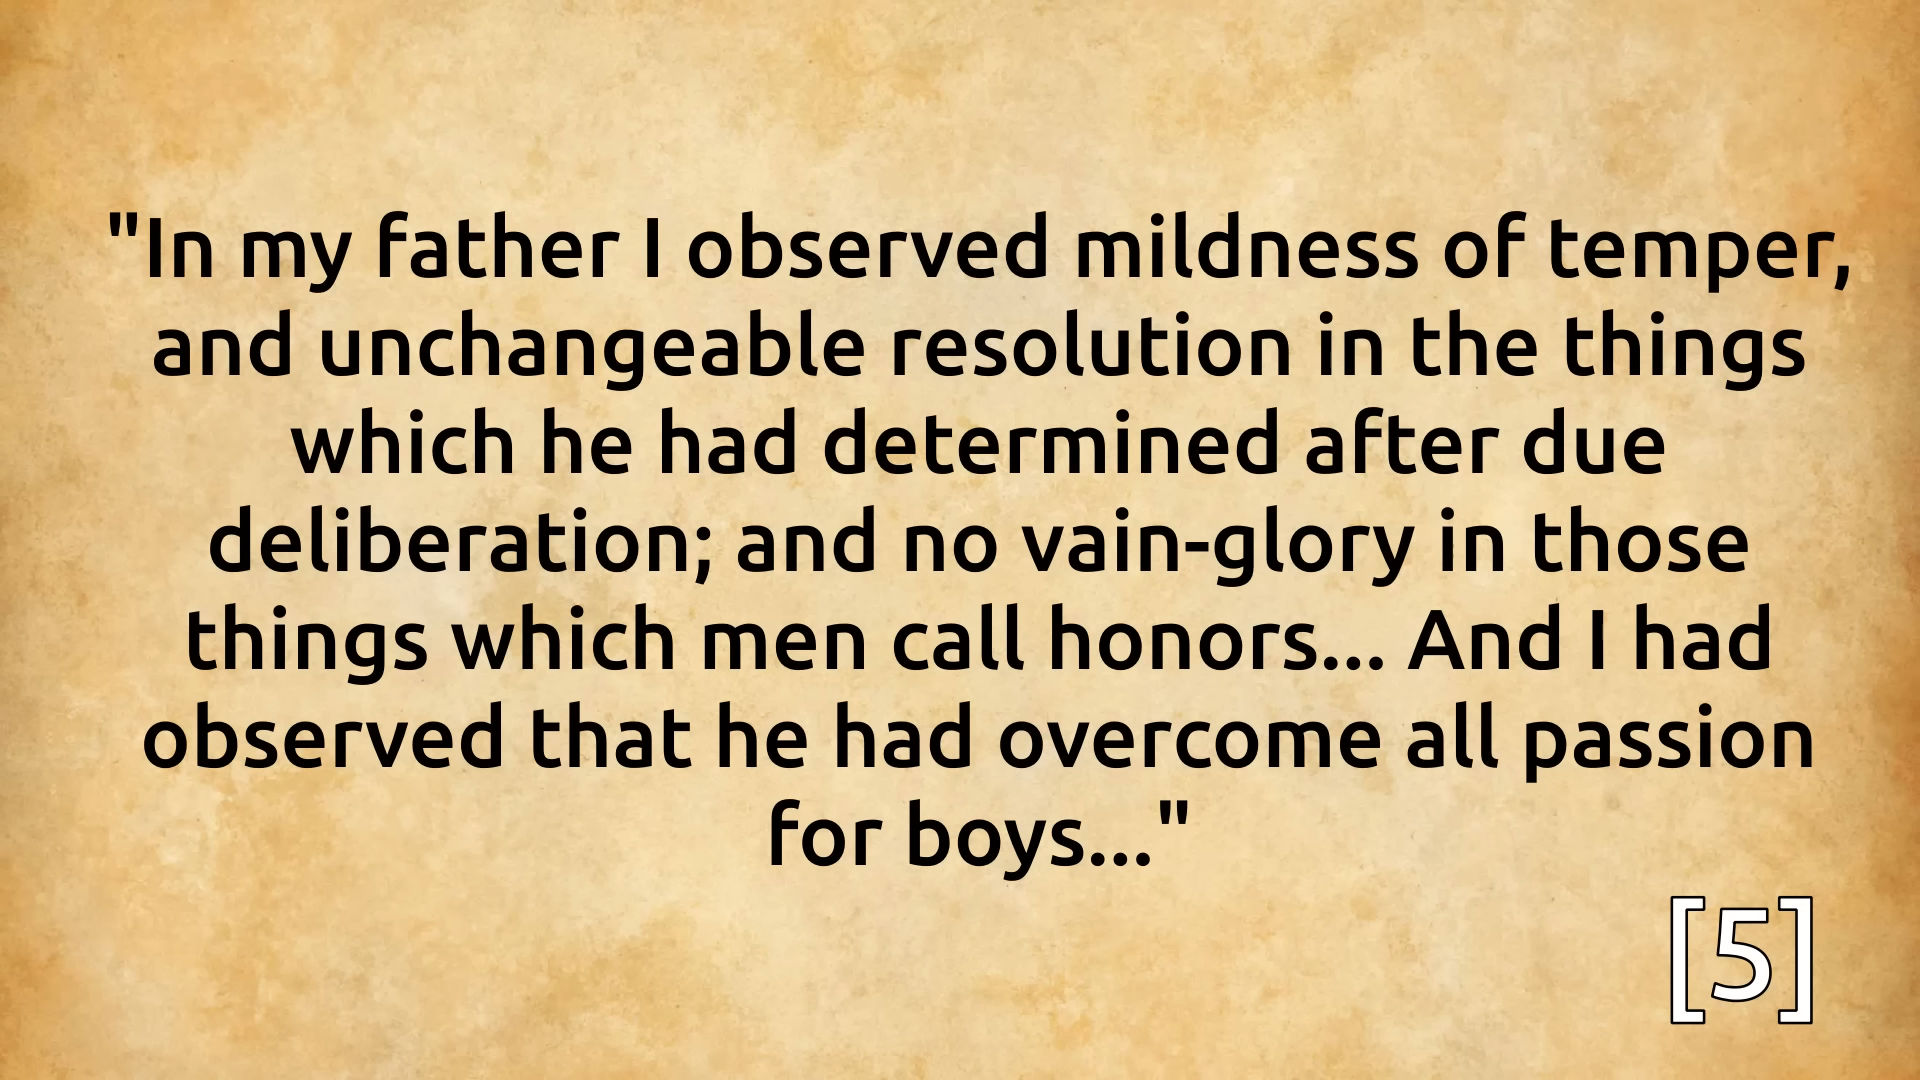 "In my father I observed mildness of temper,
and unchangeable resolution in the things
which he had determined after due
deliberation; and no vain-glory in those
things which men call honors... And I had
observed that he had overcome all passion
for boys..."
[5]